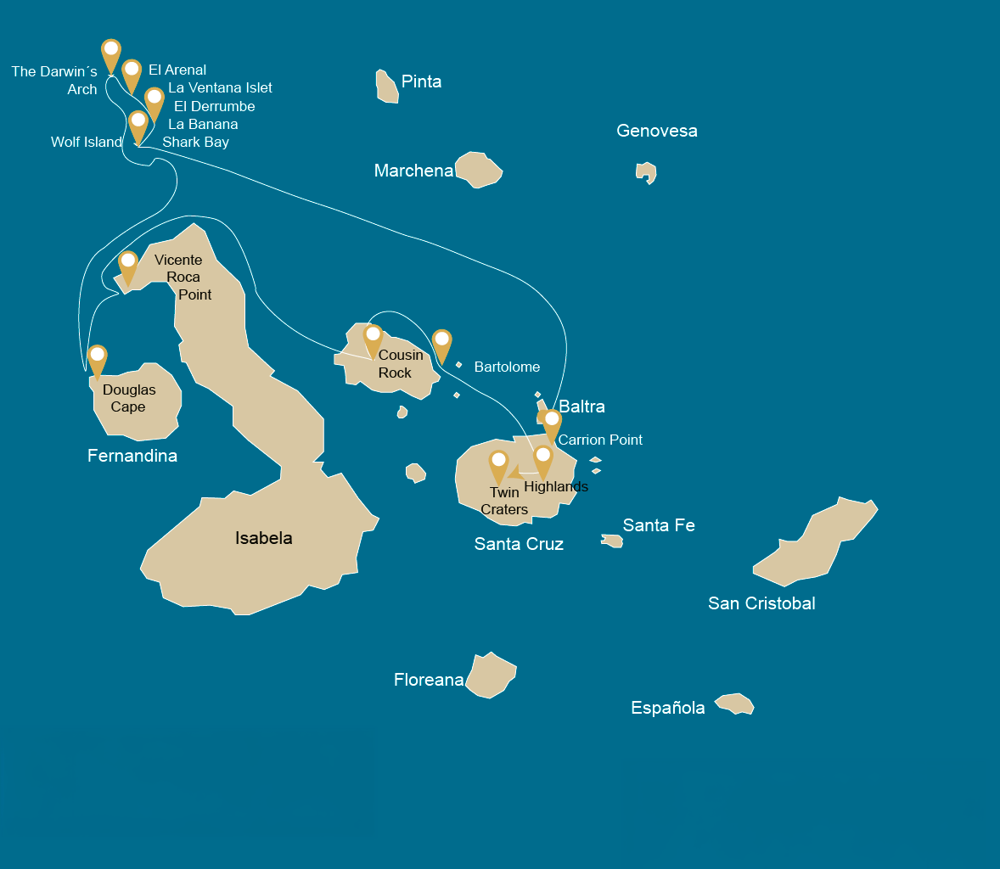 The Darwin´s
Arch
El Arenal
La Ventana Islet
El Derrumbe
La Banana
Wolf Island
Shark Bay
Pinta
Genovesa
Marchena
Vicente
Roca
Point
Cousin
Rock
Bartolome
Douglas
Cape
Fernandina
Baltra
Carrion Point
Highlands
Twin
Craters
Santa Cruz
Santa Fe
Isabela
San Cristobal
Floreana
Española